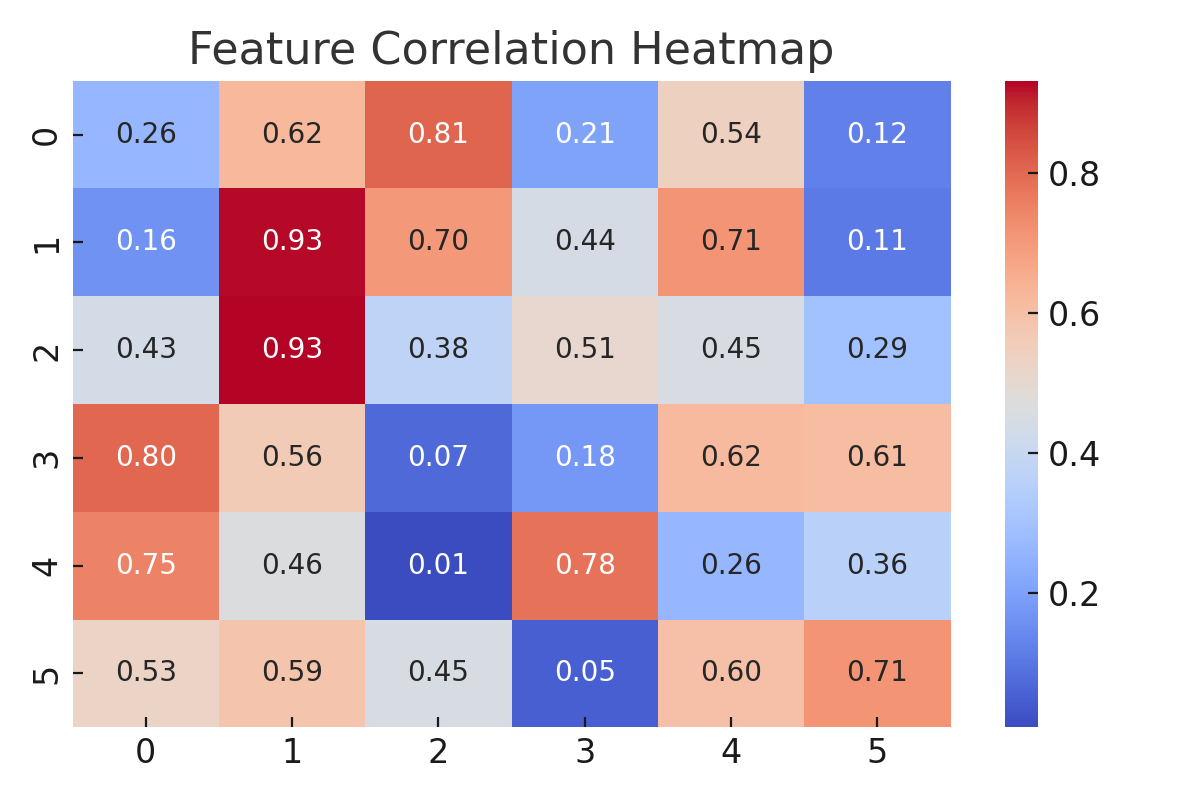 Feature Correlation Heatmap
0 0.26 0.62 0.81 0.21 0.54 0.12
1 0.16 0.93 0.70 0.44 0.71 0.11
2 0.43 0.93 0.38 0.51 0.45 0.29
3 0.80 0.56 0.07 0.18 0.62 0.61
4 0.75 0.46 0.01 0.78 0.26 0.36
5 0.53 0.59 0.45 0.05 0.60 0.71
0 1 2 3 4 5
0.8
0.6
0.4
0.2